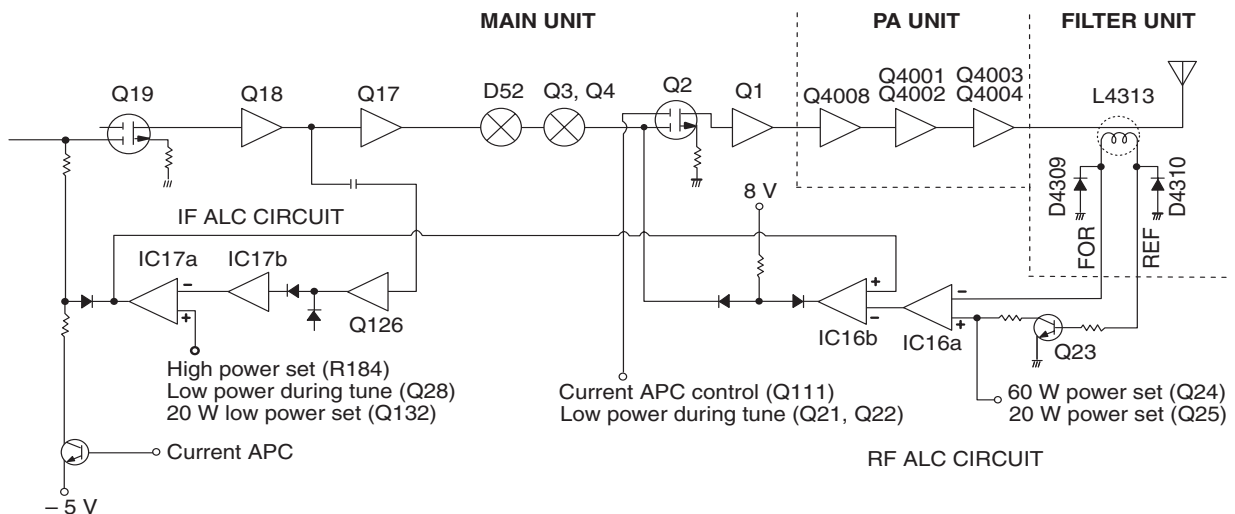 MAIN UNIT
PA UNIT
FILTER UNIT
Q19
Q18
Q17
D52
Q3, Q4
Q2
Q1
Q4008
Q4001
Q4002
Q4003
Q4004
L4313
D4309
D4310
FOR
REF
8 V
IF ALC CIRCUIT
IC17a
IC17b
Q126
–
+
High power set (R184)
Low power during tune (Q28)
20 W low power set (Q132)
Current APC
– 5 V
+
–
IC16b
–
+
IC16a
Q23
Current APC control (Q111)
Low power during tune (Q21, Q22)
60 W power set (Q24)
20 W power set (Q25)
RF ALC CIRCUIT